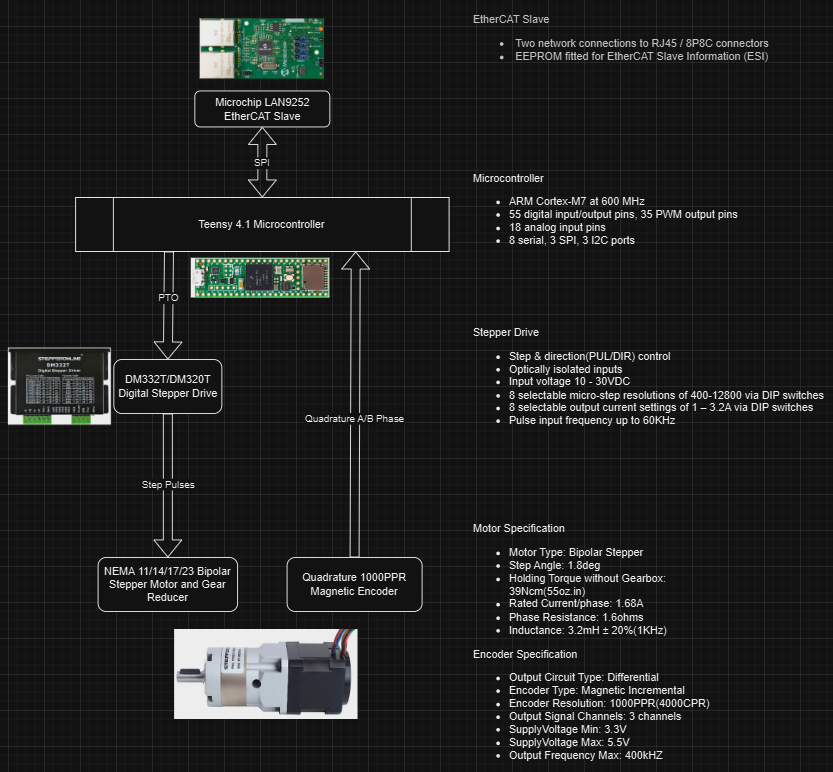 EtherCAT Slave
Two network connections to RJ45 / 8P8C connectors
EEPROM fitted for EtherCAT Slave Information (ESI)
Microchip LAN9252
EtherCAT Slave
SPI
Microcontroller
ARM Cortex-M7 at 600 MHz
55 digital input/output pins, 35 PWM output pins
18 analog input pins
8 serial, 3 SPI, 3 I2C ports
Teensy 4.1 Microcontroller
PTO
Stepper Drive
Step & direction(PUL/DIR) control
Optically isolated inputs
Input voltage 10 - 30VDC
8 selectable micro-step resolutions of 400-12800 via DIP switches
8 selectable output current settings of 1 – 3.2A via DIP switches
Pulse input frequency up to 60KHz
STEPPERONLINE
DM332T
Digital Stepper Driver
DM332T/DM320T
Digital Stepper Drive
Quadrature A/B Phase
Step Pulses
NEMA 11/14/17/23 Bipolar
Stepper Motor and Gear
Reducer
Quadrature 1000PPR
Magnetic Encoder
Motor Specification
Motor Type: Bipolar Stepper
Step Angle: 1.8deg
Holding Torque without Gearbox:
39Ncm(55oz.in)
Rated Current/phase: 1.68A
Phase Resistance: 1.6ohms
Inductance: 3.2mH ± 20%(1KHz)
Encoder Specification
Output Circuit Type: Differential
Encoder Type: Magnetic Incremental
Encoder Resolution: 1000PPR(4000CPR)
Output Signal Channels: 3 channels
SupplyVoltage Min: 3.3V
SupplyVoltage Max: 5.5V
Output Frequency Max: 400kHZ